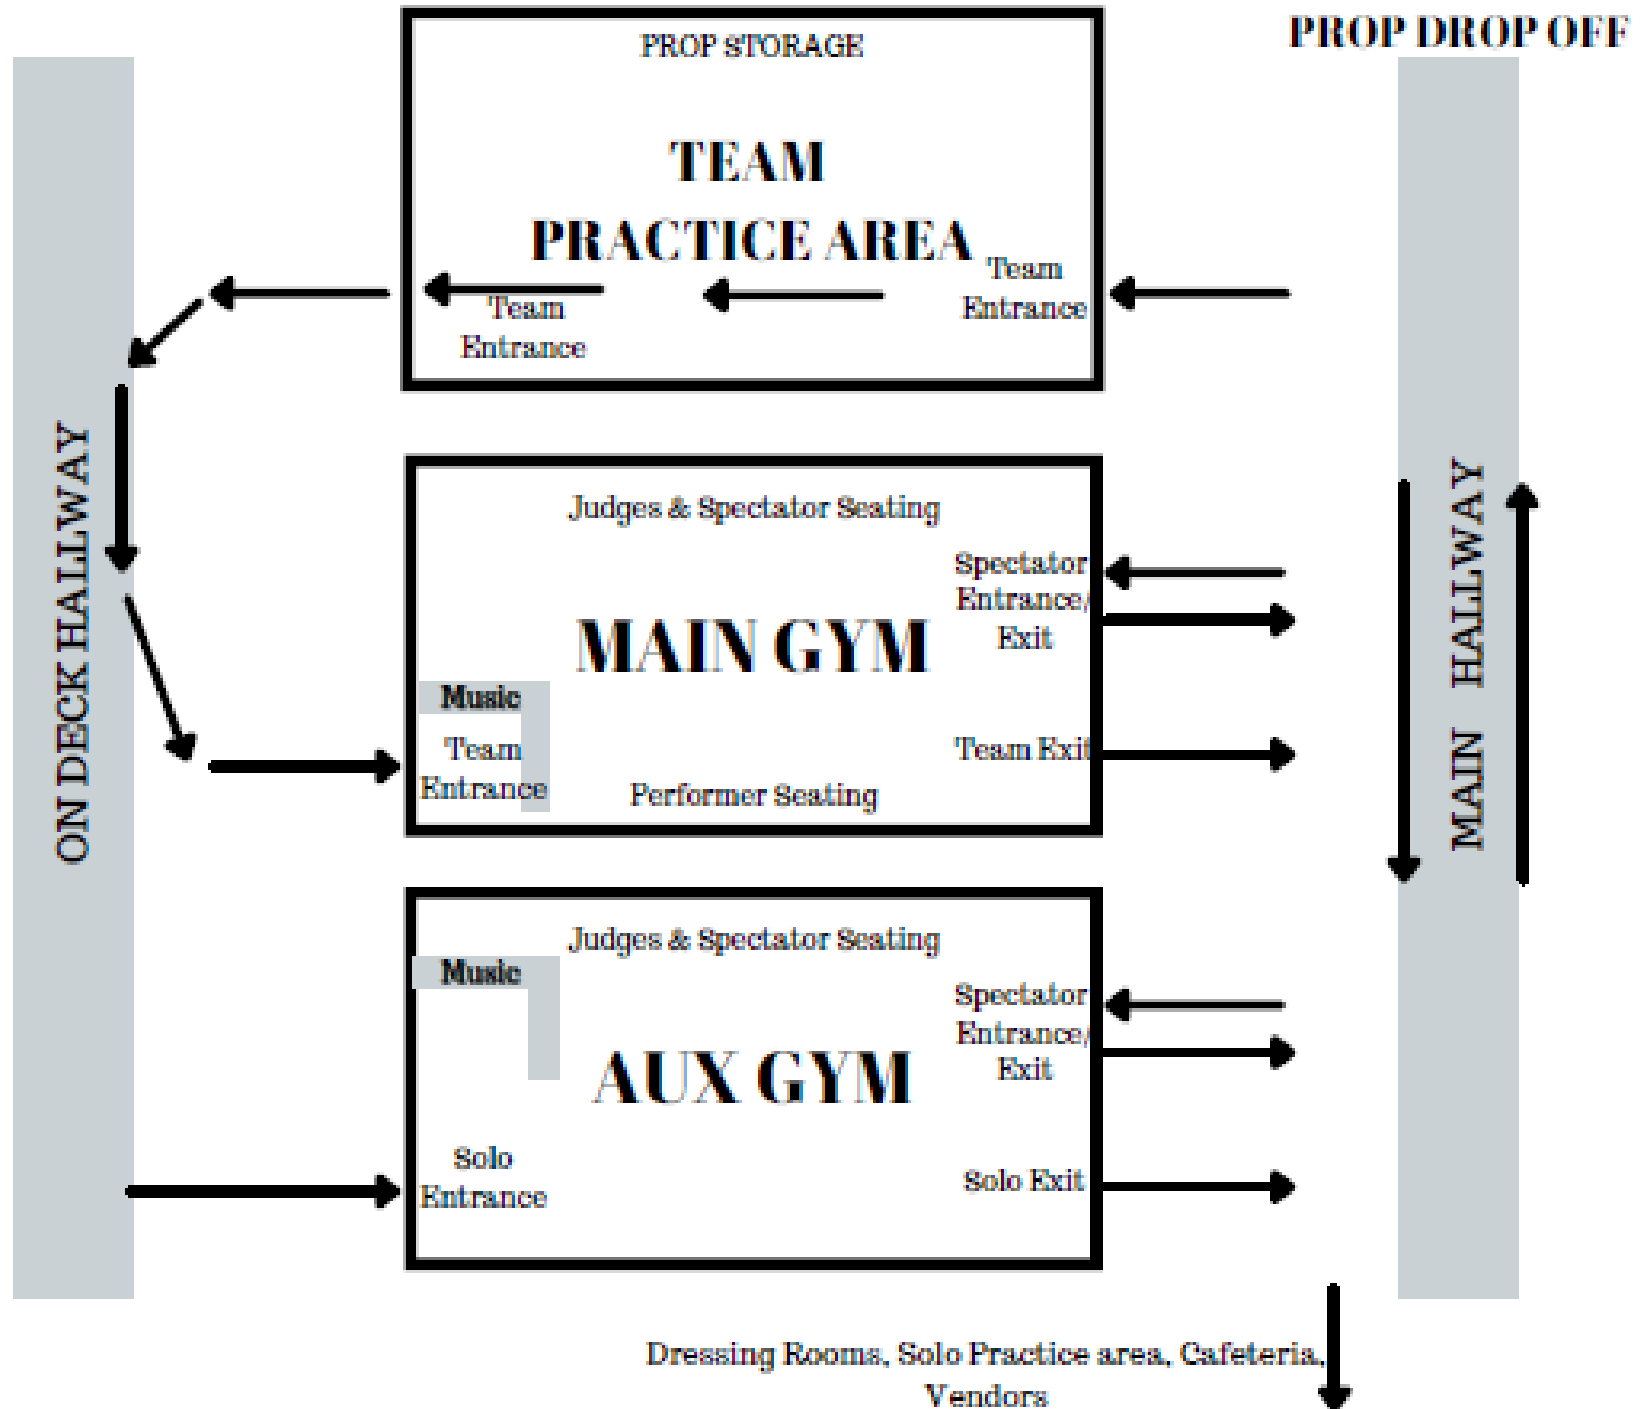 PROP DROP OFF
PROP STORAGE
TEAM
PRACTICE AREA
Team
Entrance
Team
Entrance
ON DECK HALLWAY
MAIN HALLWAY
Judges & Spectator Seating
Spectator
Entrance/
Exit
MAIN GYM
Music
Team
Entrance
Team Exit
Performer Seating
Judges & Spectator Seating
Music
Spectator
Entrance/
Exit
AUX GYM
Solo
Entrance
Solo Exit
Dressing Rooms, Solo Practice area, Cafeteria,
Vendors